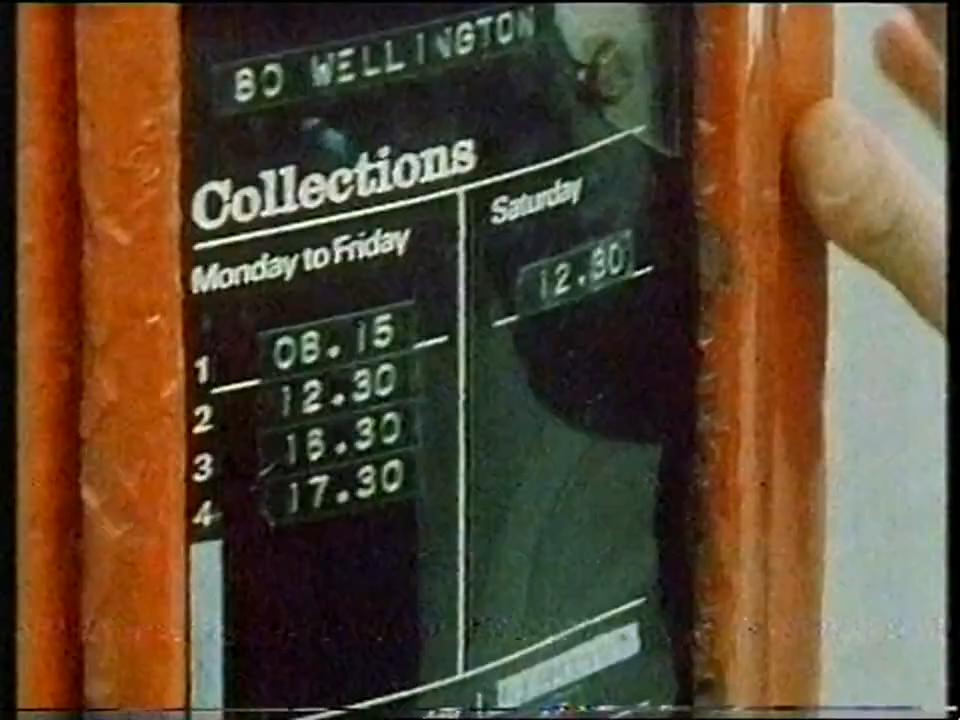 80 WELLINGTON
Collections
Monday to Friday
Saturday
12.30
1 08.15
2 12.30
3 16.30
4 17.30